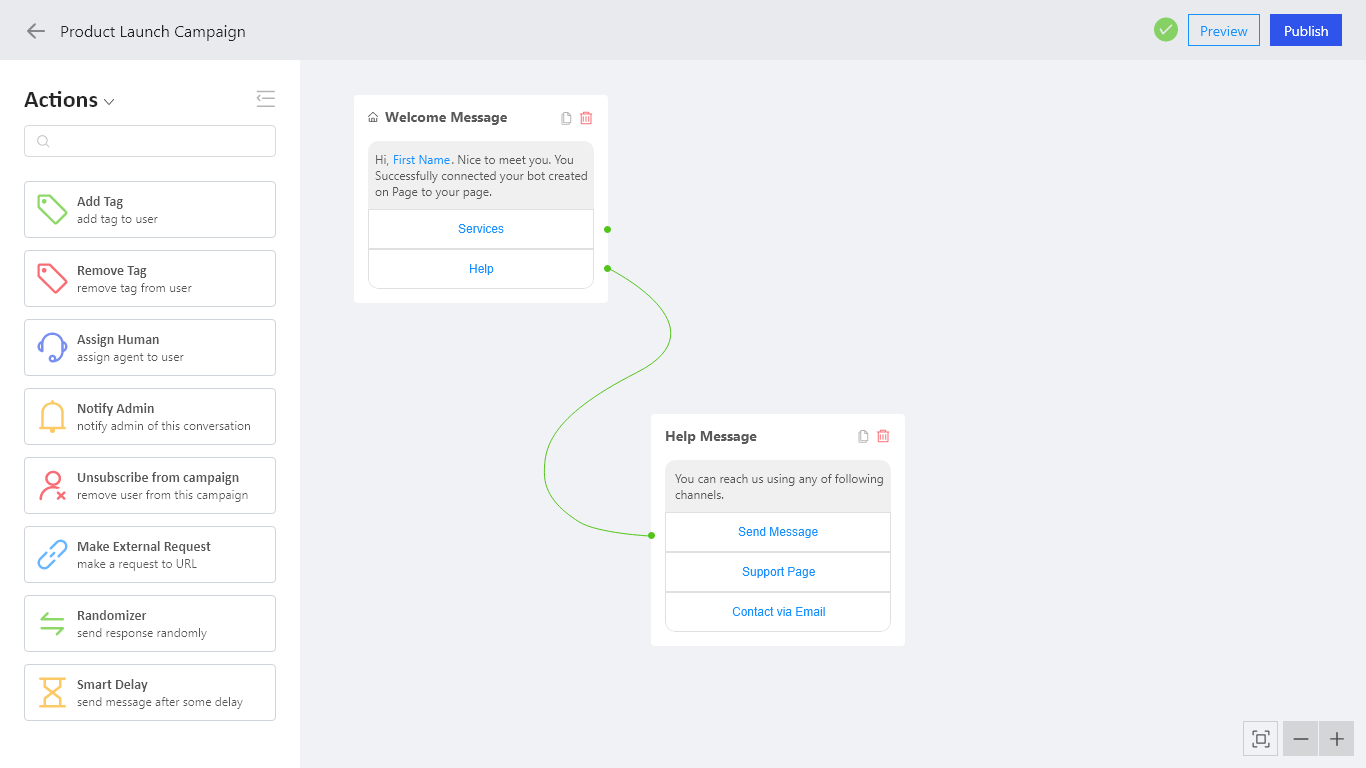 Product Launch Campaign
Preview
Publish
Actions
Add Tag
add tag to user
Remove Tag
remove tag from user
Assign Human
assign agent to user
Notify Admin
notify admin of this conversation
Unsubscribe from campaign
remove user from this campaign
Make External Request
make a request to URL
Randomizer
send response randomly
Smart Delay
send message after some delay
Welcome Message
Hi, First Name. Nice to meet you. You
Successfully connected your bot created
on Page to your page.
Services
Help
Help Message
You can reach us using any of following
channels.
Send Message
Support Page
Contact via Email